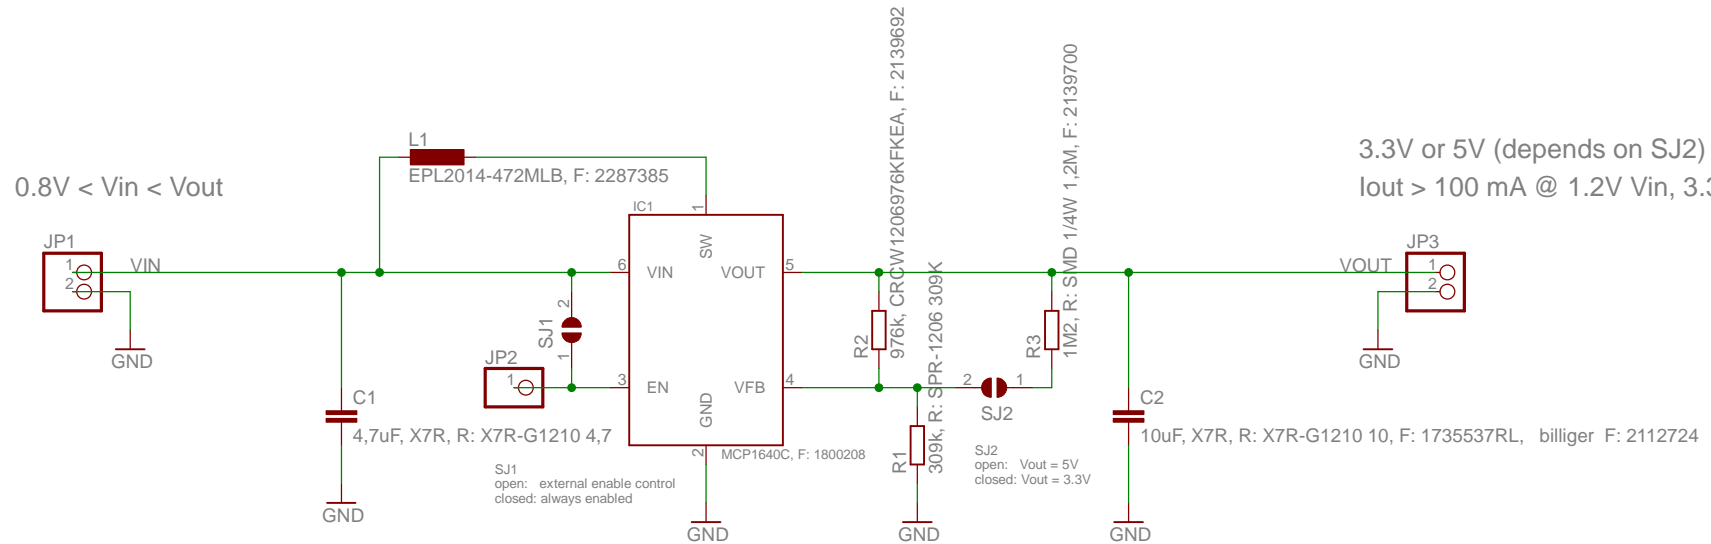 0.8V < Vin < Vout
JP1
1
2
VIN
GND
L1
EPL2014-472MLB, F: 2287385
C1
4,7uF, X7R, R: X7R-G1210 4,7
GND
SJ1
2
1
JP2
1
SJ1
open: external enable control
closed: always enabled
IC1
1
SW
6
VIN
VOUT
5
3
EN
VFB
4
GND
2
MCP1640C, F: 1800208
GND
R2
976k, CRCW1206976KFKEA, F: 2139692
R1
309k, R: SPR-1206 309K
GND
2
1
SJ2
SJ2
open: Vout = 5V
closed: Vout = 3.3V
R3
1M2, R: SMD 1/4W 1,2M, F: 2139700
C2
10uF, X7R, R: X7R-G1210 10, F: 1735537RL, billiger F: 2112724
GND
3.3V or 5V (depends on SJ2)
Iout > 100 mA @ 1.2V Vin, 3.3
JP3
VOUT
1
2
GND